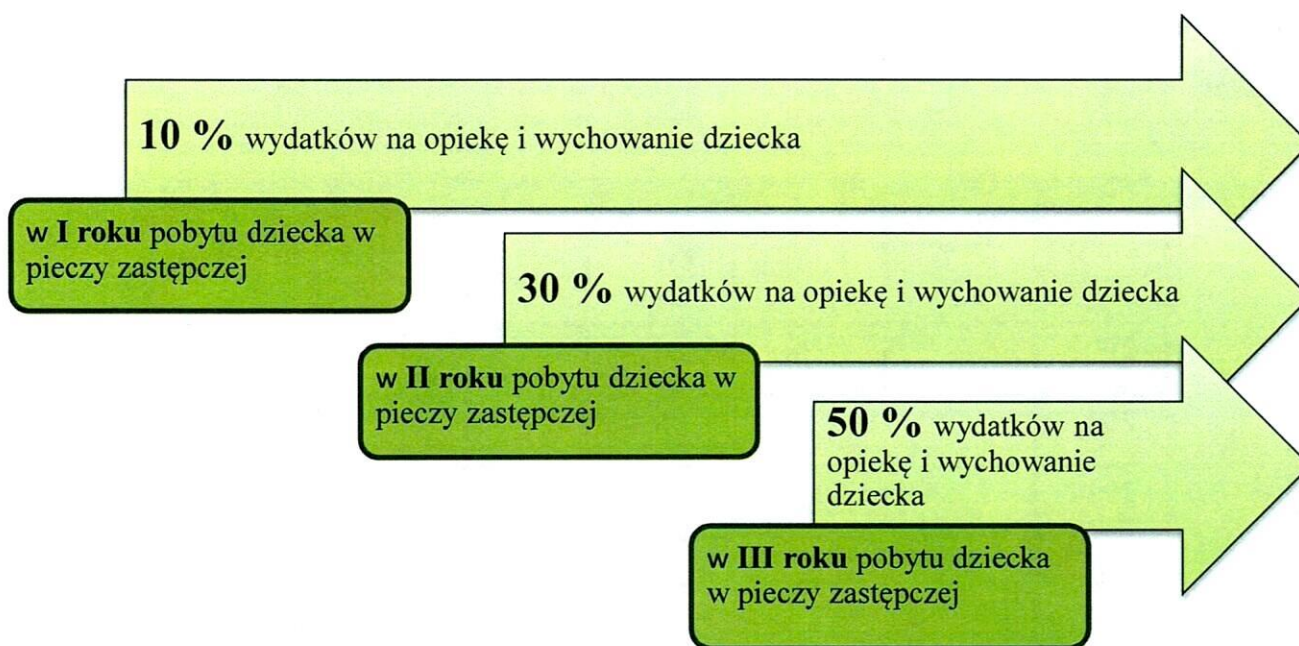 10 % wydatków na opiekę i wychowanie dziecka
w I roku pobytu dziecka w
pieczy zastępczej
30 % wydatków na opiekę i wychowanie dziecka
w II roku pobytu dziecka w
pieczy zastępczej
50 % wydatków na
opiekę i wychowanie
dziecka
w III roku pobytu dziecka
w pieczy zastępczej